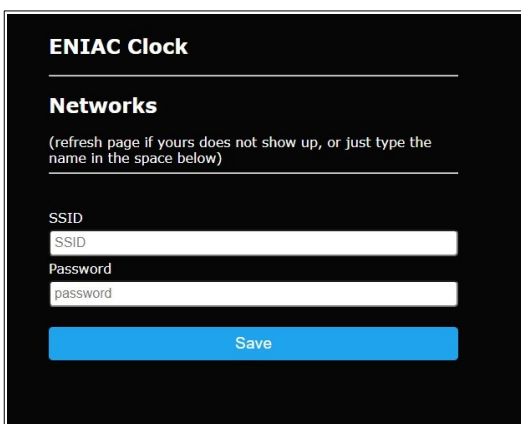 ENIAC Clock
Networks
(refresh page if yours does not show up, or just type the
name in the space below)
SSID
SSID
Password
password
Save